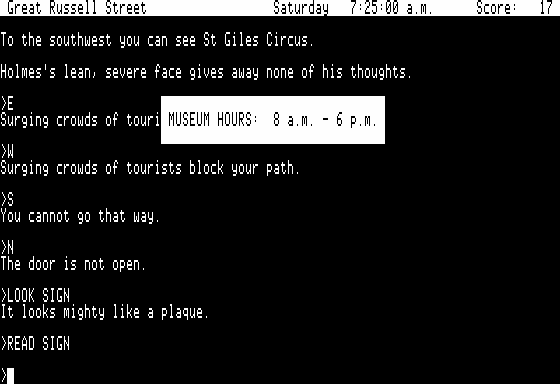 Great Russell Street Saturday 7:25:00 a.m. Score: 17
To the southwest you can see St Giles Circus.
Holmes's lean, severe face gives away none of his thoughts.
>E
Surging crowds of touri
MUSEUM HOURS: 8 a.m. - 6 p.m.
>W
Surging crowds of tourists block your path.
>S
You cannot go that way.
>N
The door is not open.
>LOOK SIGN
It looks mighty like a plaque.
>READ SIGN
>